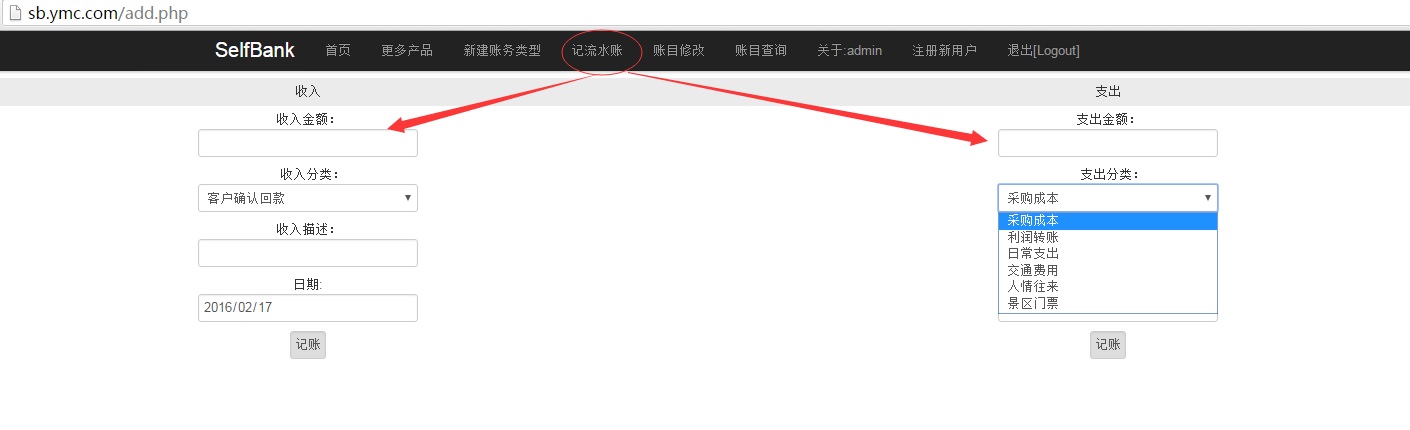 sb.ymc.com/add.php
SelfBank 首页 更多产品 新建账务类型 记流水账 账目修改 账目查询 关于:admin 注册新用户 退出[Logout]
收入
收入金额：
收入分类：
客户确认回款
收入描述：
日期:
2016/02/17
记账
支出
支出金额：
支出分类：
采购成本
采购成本
利润转账
日常支出
交通费用
人情往来
景区门票
记账